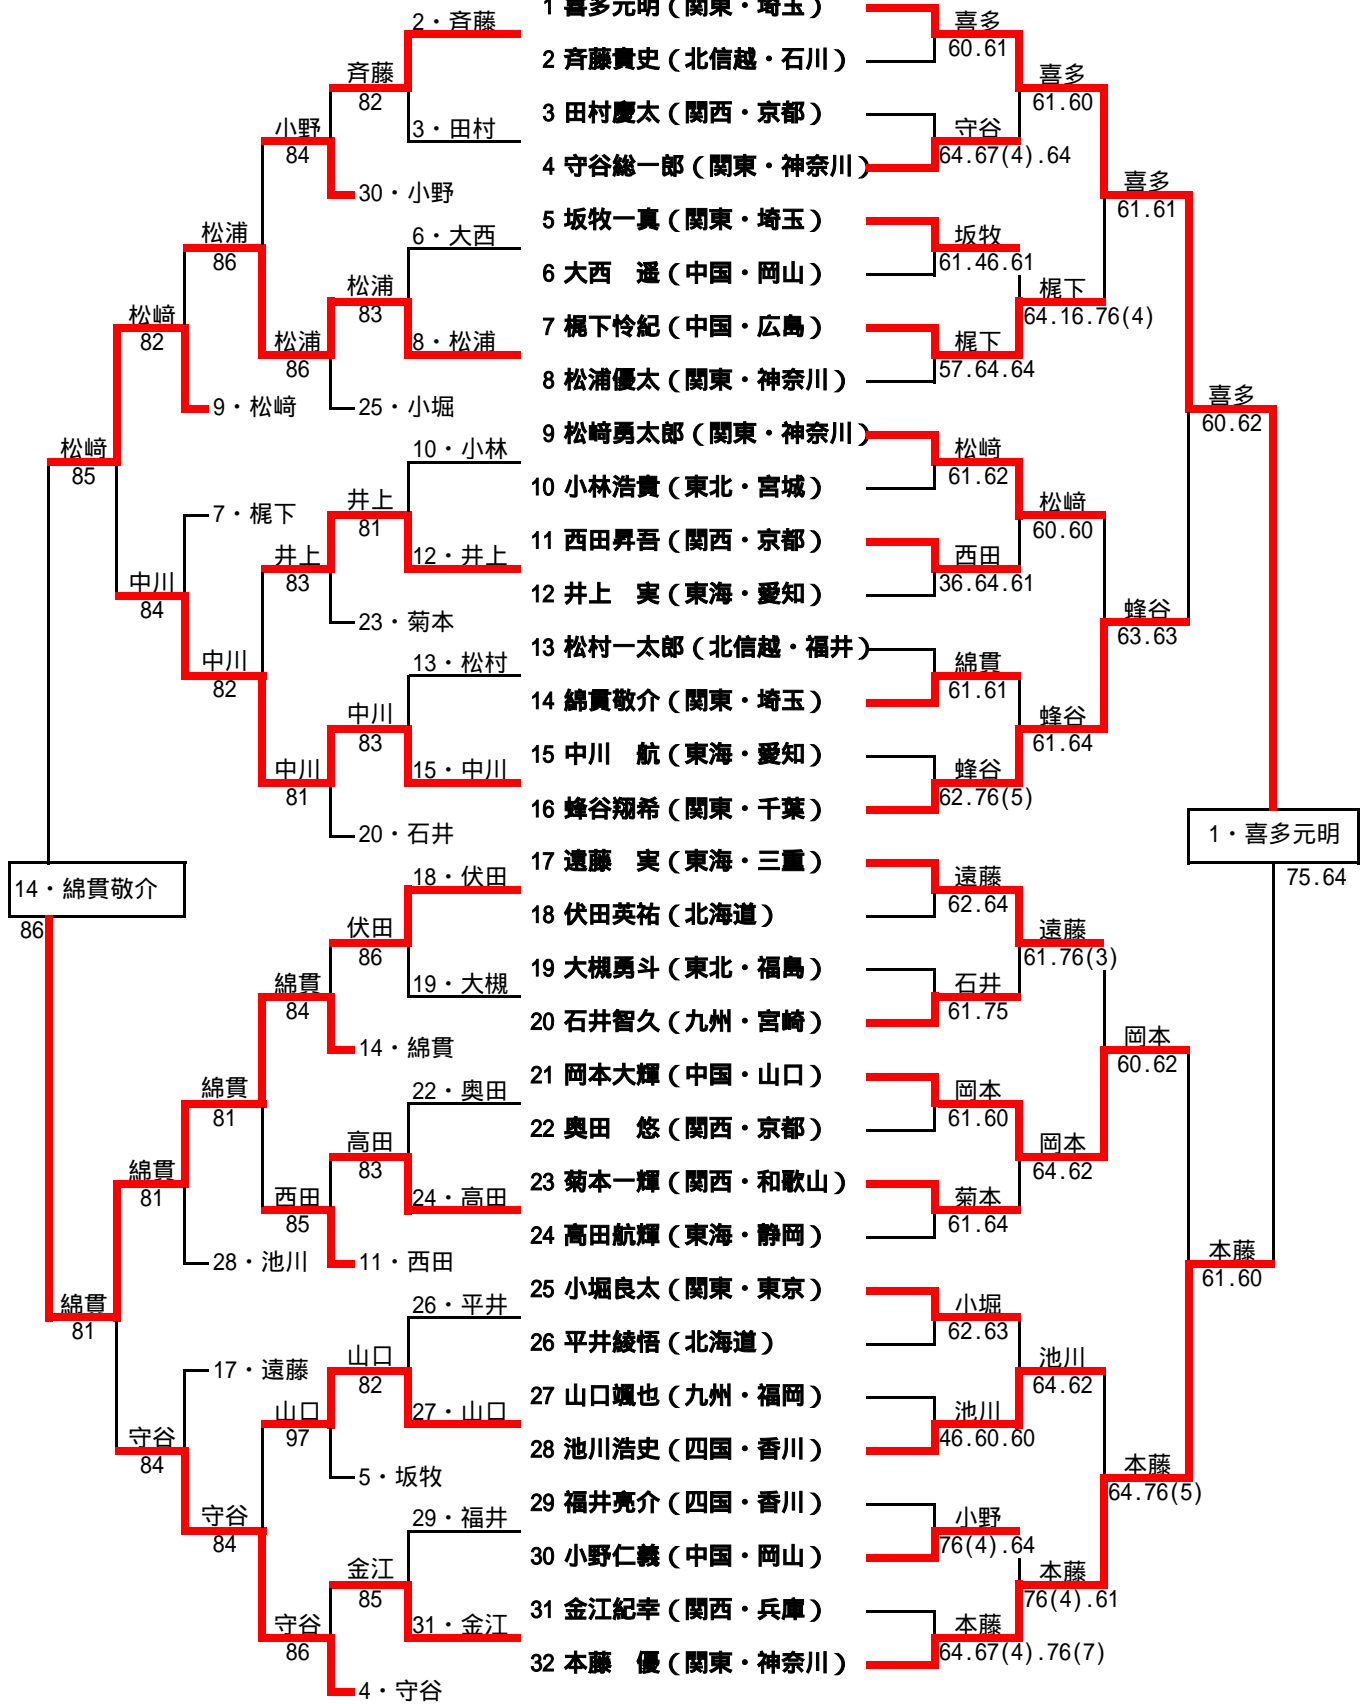 1 喜多元明（関東・埼玉）
2 斉藤貴史（北信越・石川）
3 田村慶太（関西・京都）
4 守谷総一郎（関東・神奈川）
5 坂牧一真（関東・埼玉）
6 大西　遥（中国・岡山）
7 梶下怜紀（中国・広島）
8 松浦優太（関東・神奈川）
9 松﨑勇太郎（関東・神奈川）
10 小林浩貴（東北・宮城）
11 西田昇吾（関西・京都）
12 井上　実（東海・愛知）
13 松村一太郎（北信越・福井）
14 綿貫敬介（関東・埼玉）
15 中川　航（東海・愛知）
16 蜂谷翔希（関東・千葉）
17 遠藤　実（東海・三重）
18 伏田英祐（北海道）
19 大槻勇斗（東北・福島）
20 石井智久（九州・宮崎）
21 岡本大輝（中国・山口）
22 奥田　悠（関西・京都）
23 菊本一輝（関西・和歌山）
24 高田航輝（東海・静岡）
25 小堀良太（関東・東京）
26 平井綾悟（北海道）
27 山口颯也（九州・福岡）
28 池川浩史（四国・香川）
29 福井亮介（四国・香川）
30 小野仁義（中国・岡山）
31 金江紀幸（関西・兵庫）
32 本藤　優（関東・神奈川）
喜多
60.61
守谷
64.67(4).64
坂牧
61.46.61
梶下
57.64.64
松﨑
61.62
西田
36.64.61
綿貫
61.61
蜂谷
62.76(5)
遠藤
62.64
石井
61.75
岡本
61.60
菊本
61.64
小堀
62.63
池川
46.60.60
小野
76(4).64
本藤
64.67(4).76(7)
喜多
61.60
梶下
64.16.76(4)
松﨑
60.60
蜂谷
61.64
遠藤
61.76(3)
岡本
64.62
池川
64.62
本藤
76(4).61
喜多
61.61
蜂谷
63.63
岡本
60.62
本藤
64.76(5)
喜多
60.62
本藤
61.60
1・喜多元明
75.64
2・斉藤
3・田村
6・大西
8・松浦
10・小林
12・井上
13・松村
15・中川
18・伏田
19・大槻
22・奥田
24・高田
26・平井
27・山口
29・福井
31・金江
斉藤
82
30・小野
松浦
83
25・小堀
井上
81
23・菊本
中川
83
20・石井
伏田
86
14・綿貫
高田
83
11・西田
山口
82
5・坂牧
金江
85
4・守谷
小野
84
松浦
86
井上
83
中川
81
綿貫
84
西田
85
山口
97
守谷
86
松浦
86
9・松﨑
7・梶下
中川
82
綿貫
81
28・池川
17・遠藤
守谷
84
松﨑
82
中川
84
綿貫
81
守谷
84
松﨑
85
綿貫
81
14・綿貫敬介
86